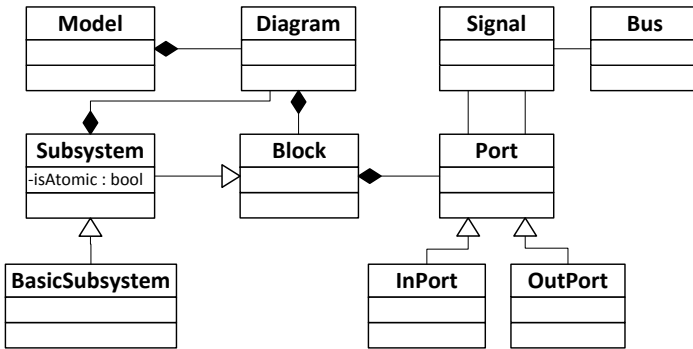 Model
Diagram
Signal
Bus
Subsystem
-isAtomic : bool
Block
Port
BasicSubsystem
InPort
OutPort